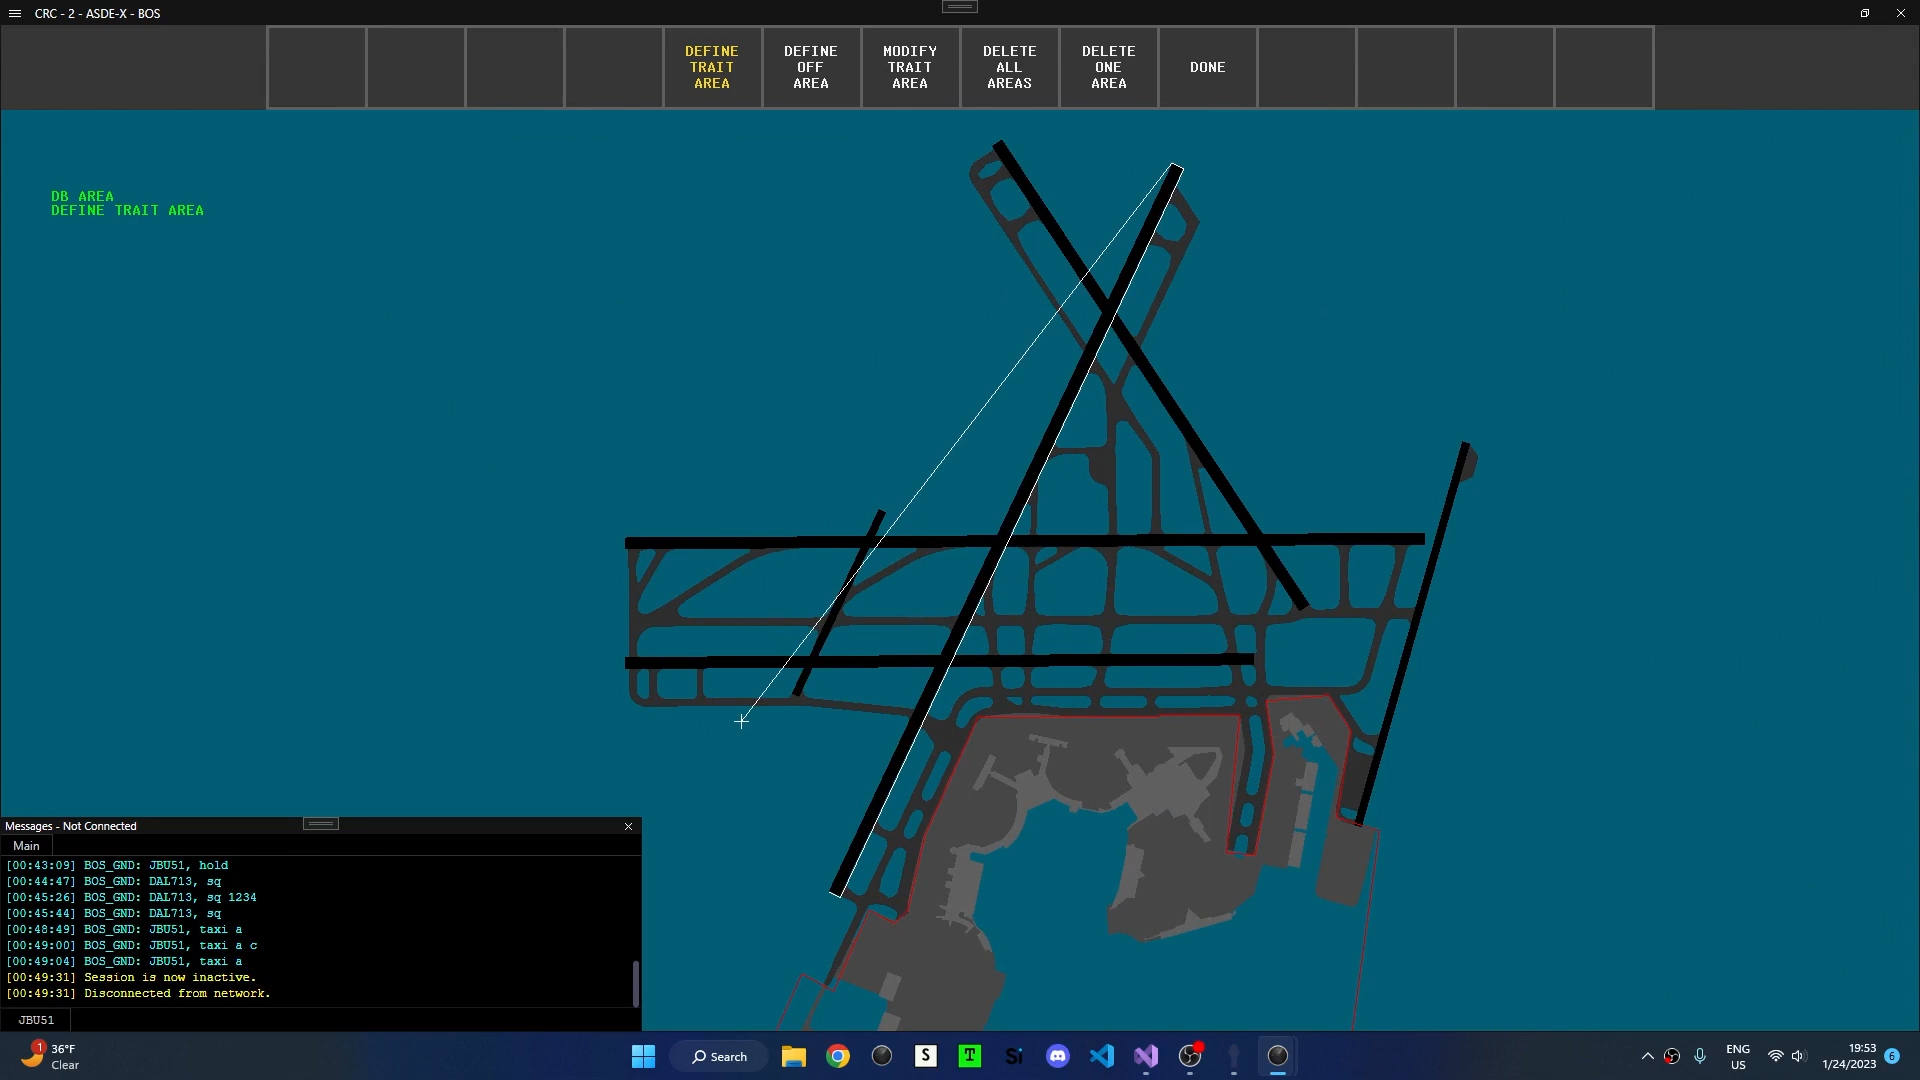 CRC - 2 - ASDE-X - BOS
DEFINE
TRAIT
AREA
DEFINE
OFF
AREA
MODIFY
TRAIT
AREA
DELETE
ALL
AREAS
DELETE
ONE
AREA
DONE
DB AREA
DEFINE TRAIT AREA
Messages - Not Connected
Main
[00:43:09] BOS_GND: JBU51, hold
[00:44:47] BOS_GND: DAL713, sq
[00:45:26] BOS_GND: DAL713, sq 1234
[00:45:44] BOS_GND: DAL713, sq
[00:48:49] BOS_GND: JBU51, taxi a
[00:49:00] BOS_GND: JBU51, taxi a c
[00:49:04] BOS_GND: JBU51, taxi a
[00:49:31] Session is now inactive.
[00:49:31] Disconnected from network.
JBU51
1
36°F
Clear
Search
S
T
Si
ENG
US
19:53
1/24/2023
6